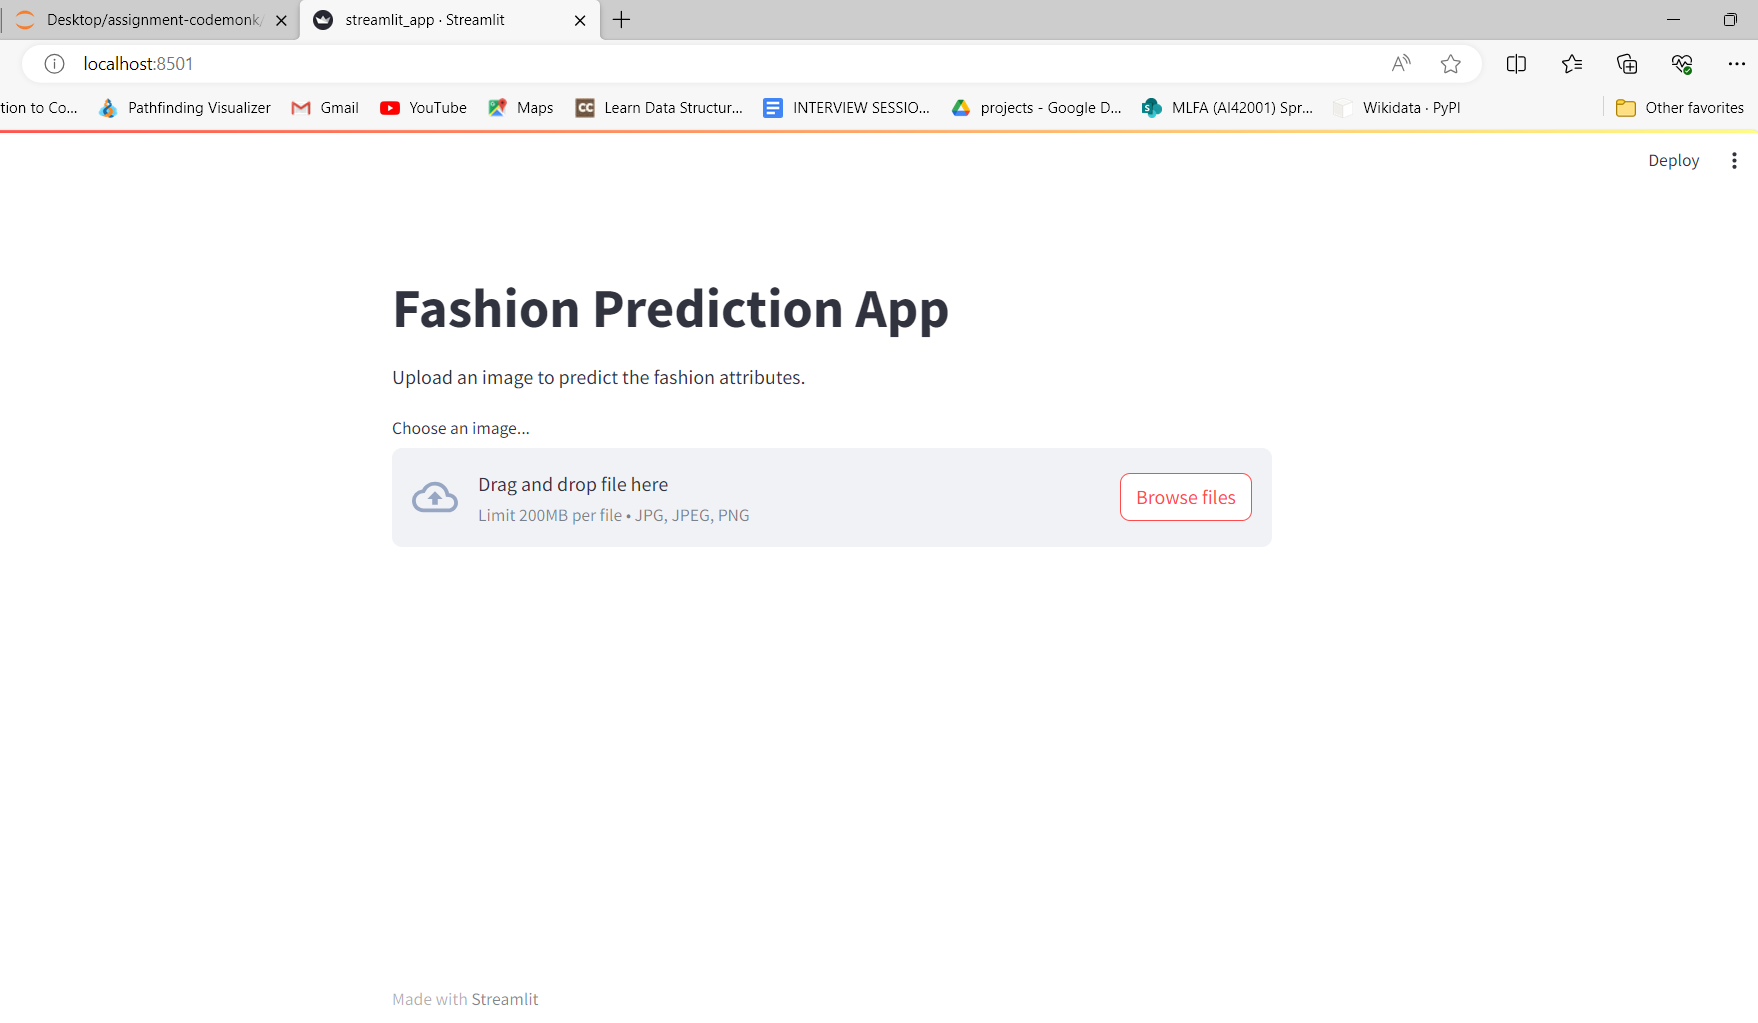 Desktop/assignment-codemonk/
streamlit_app · Streamlit
localhost:8501
tion to Co... Pathfinding Visualizer Gmail YouTube Maps CC Learn Data Structur... INTERVIEW SESSIO... projects - Google D... MLFA (AI42001) Spr... Wikidata · PyPI Other favorites
Deploy
Fashion Prediction App
Upload an image to predict the fashion attributes.
Choose an image...
Drag and drop file here
Limit 200MB per file • JPG, JPEG, PNG
Browse files
Made with Streamlit